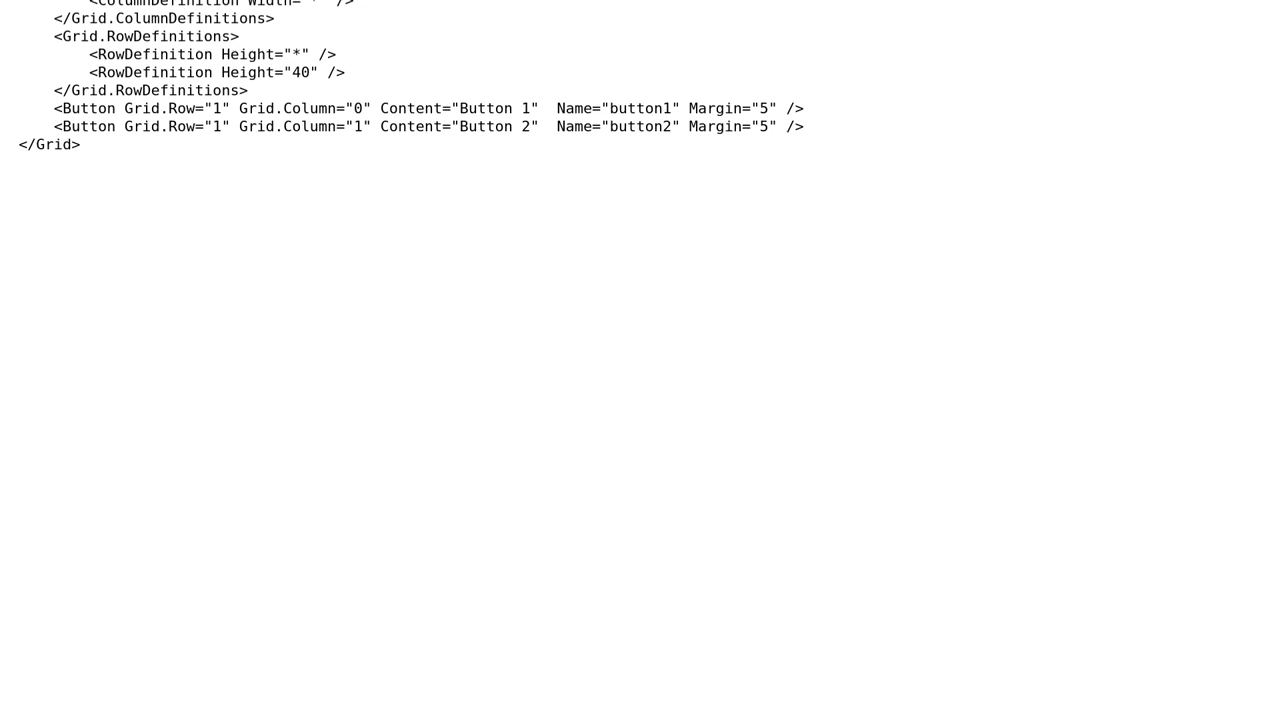 <ColumnDefinition Width="*" />
</Grid.ColumnDefinitions>
<Grid.RowDefinitions>
<RowDefinition Height="*" />
<RowDefinition Height="40" />
</Grid.RowDefinitions>
<Button Grid.Row="1" Grid.Column="0" Content="Button 1"  Name="button1" Margin="5" />
<Button Grid.Row="1" Grid.Column="1" Content="Button 2"  Name="button2" Margin="5" />
</Grid>